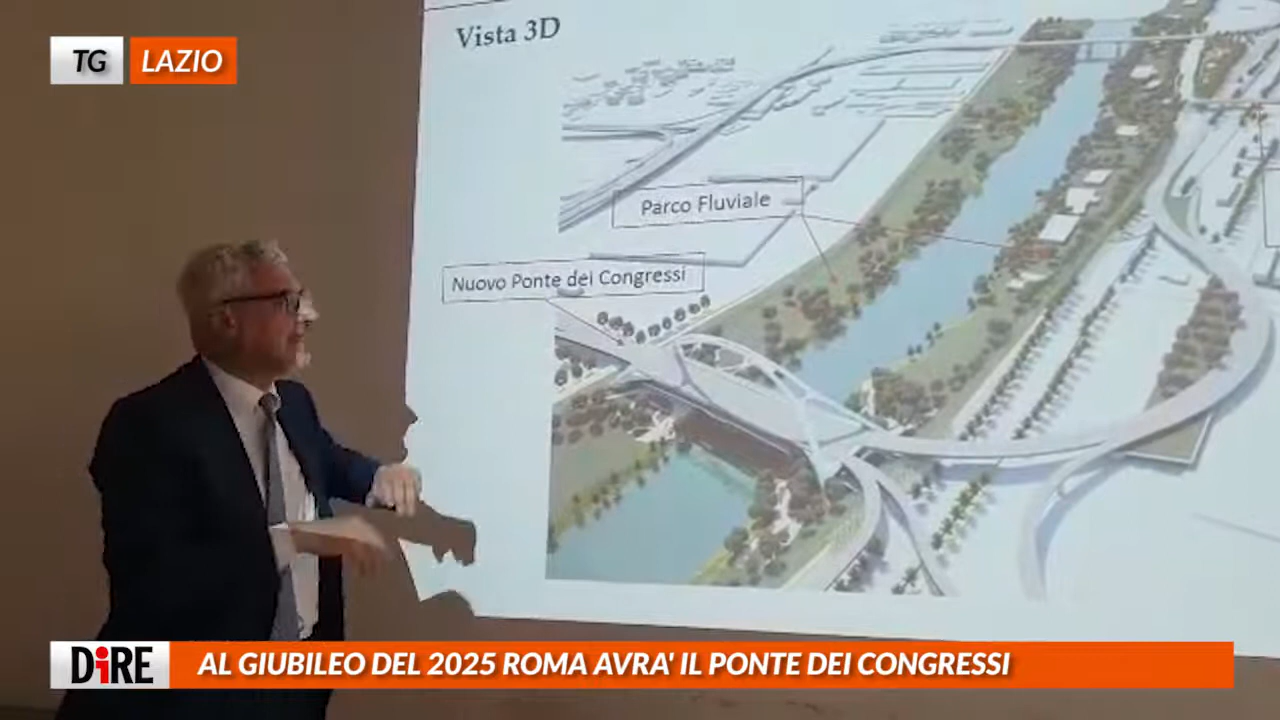 TG LAZIO
Vista 3D
Parco Fluviale
Nuovo Ponte dei Congressi
DiRE
AL GIUBILEO DEL 2025 ROMA AVRA' IL PONTE DEI CONGRESSI